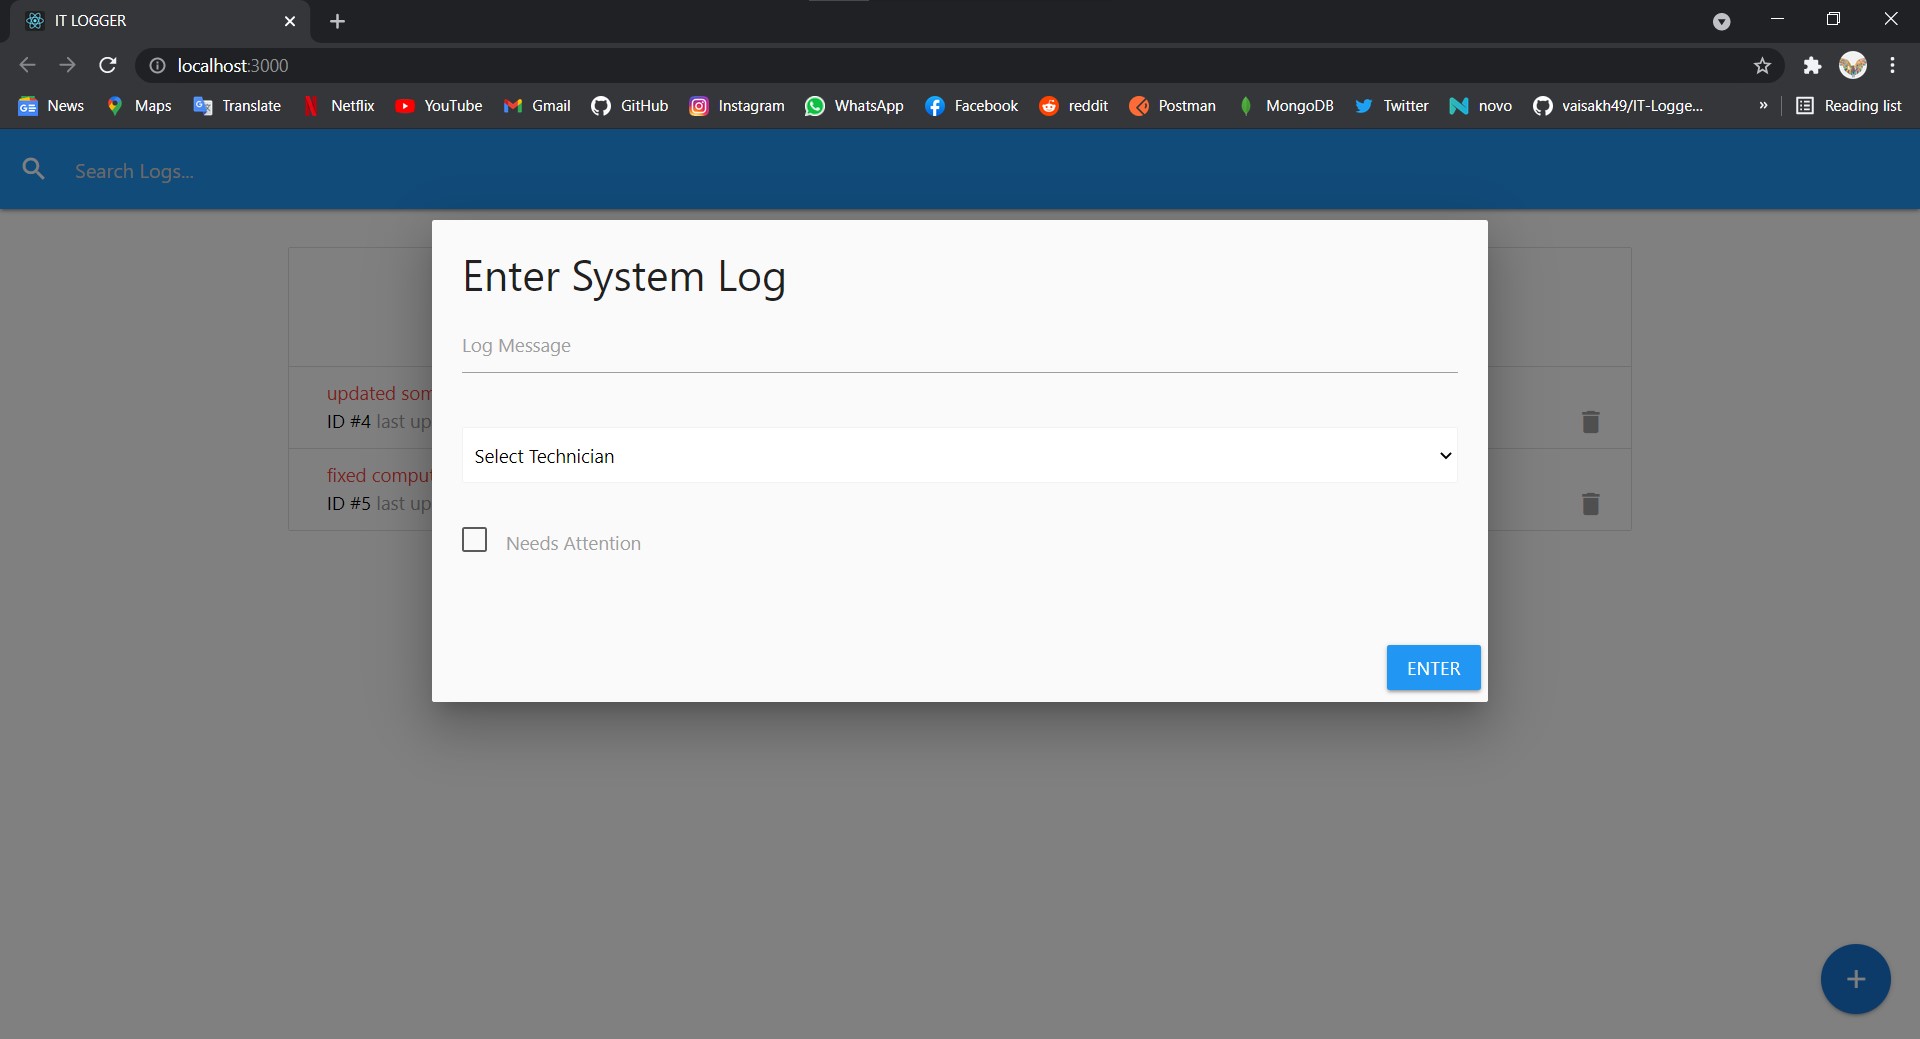 IT LOGGER
localhost:3000
News Maps Translate Netflix YouTube Gmail GitHub Instagram WhatsApp Facebook reddit Postman MongoDB Twitter novo vaisakh49/IT-Logge... » Reading list
Search Logs...
Enter System Log
Log Message
updated som
ID #4 last up
Select Technician
fixed comput
ID #5 last up
Needs Attention
ENTER